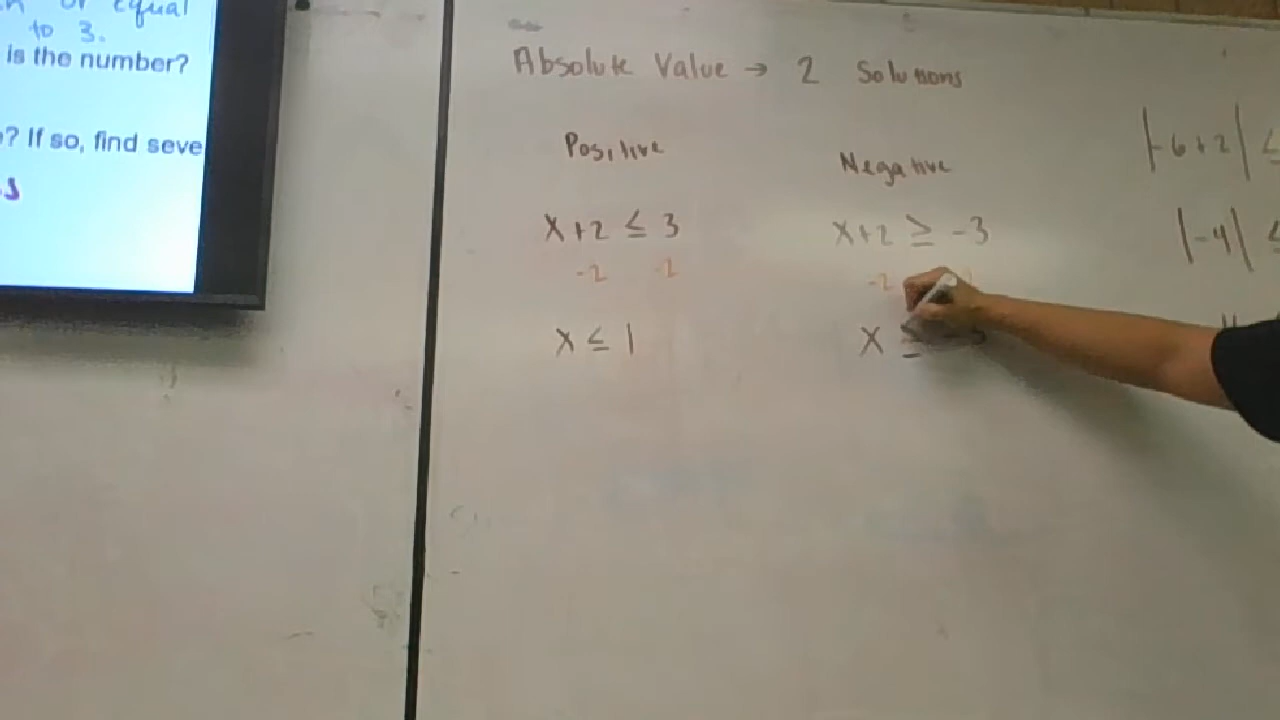 or equal
to 3.
is the number?
? If so, find seve
Absolute Value → 2 Solutions
Positive
Negative
x+2 ≤ 3
-2 -2
x ≤ 1
x+2 ≥ -3
-2
x
|-6+2| ≤
|-4| ≤